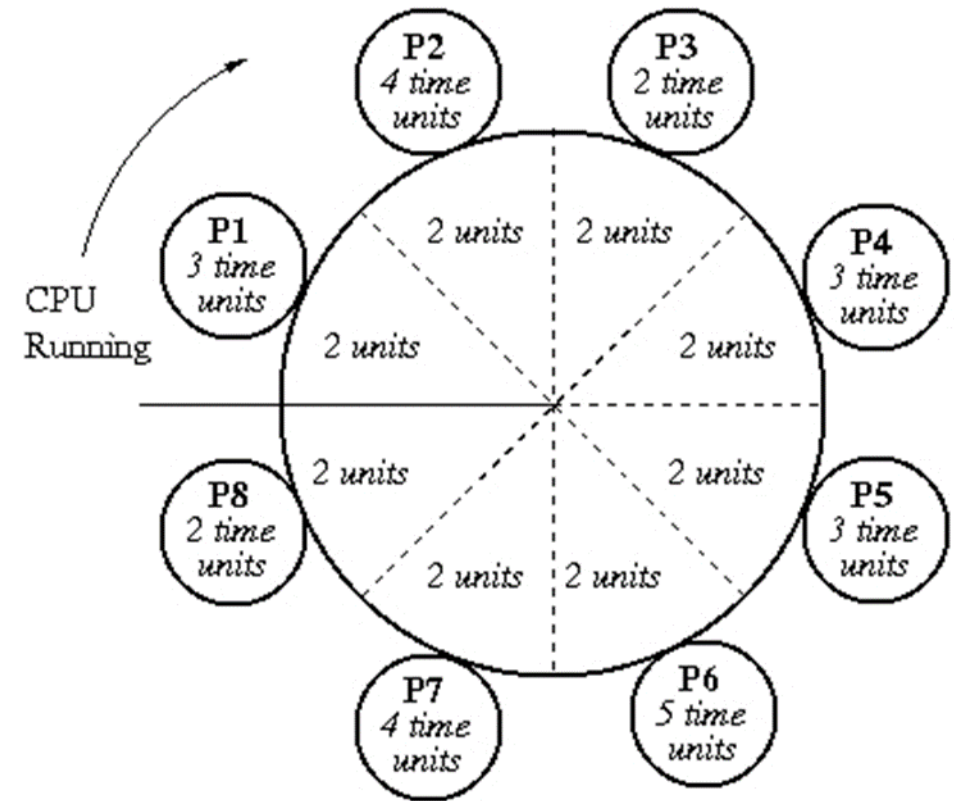 P2
4 time
units
P3
2 time
units
P1
3 time
units
P4
3 time
units
CPU
Running
2 units
2 units
2 units
2 units
2 units
2 units
2 units
2 units
P8
2 time
units
P5
3 time
units
P7
4 time
units
P6
5 time
units